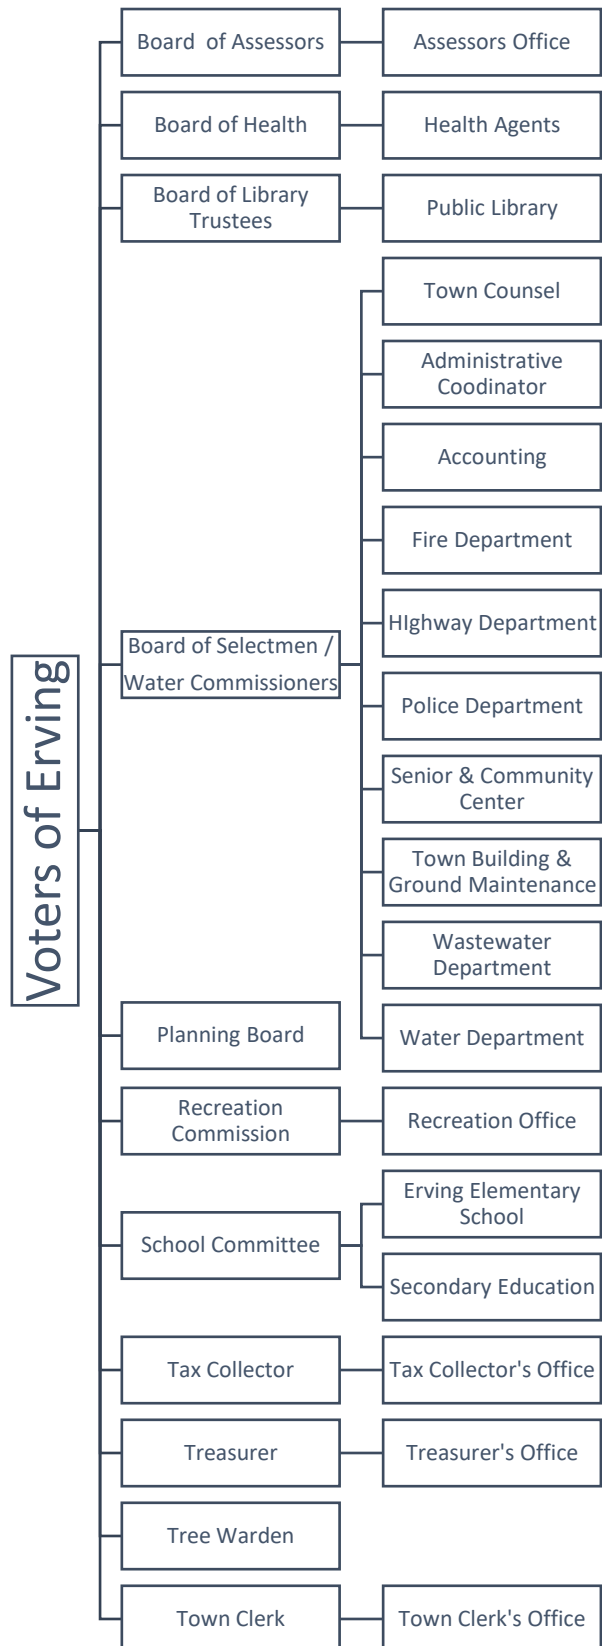 Voters of Erving
Board of Assessors
Assessors Office
Board of Health
Health Agents
Board of Library
Trustees
Public Library
Board of Selectmen /
Water Commissioners
Town Counsel
Administrative
Coodinator
Accounting
Fire Department
HIghway Department
Police Department
Senior & Community
Center
Town Building &
Ground Maintenance
Wastewater
Department
Water Department
Planning Board
Recreation
Commission
Recreation Office
School Committee
Erving Elementary
School
Secondary Education
Tax Collector
Tax Collector's Office
Treasurer
Treasurer's Office
Tree Warden
Town Clerk
Town Clerk's Office